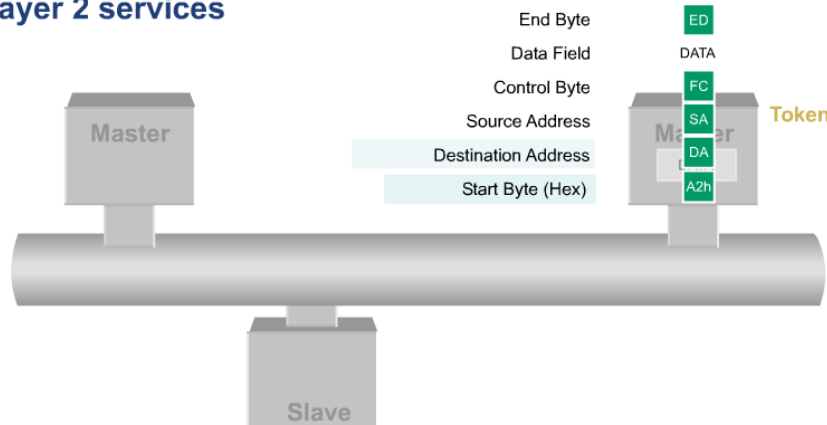 ayer 2 services
End Byte ED
Data Field DATA
Control Byte FC
Source Address SA
Token
Master
Destination Address DA
Start Byte (Hex) A2h
Slave